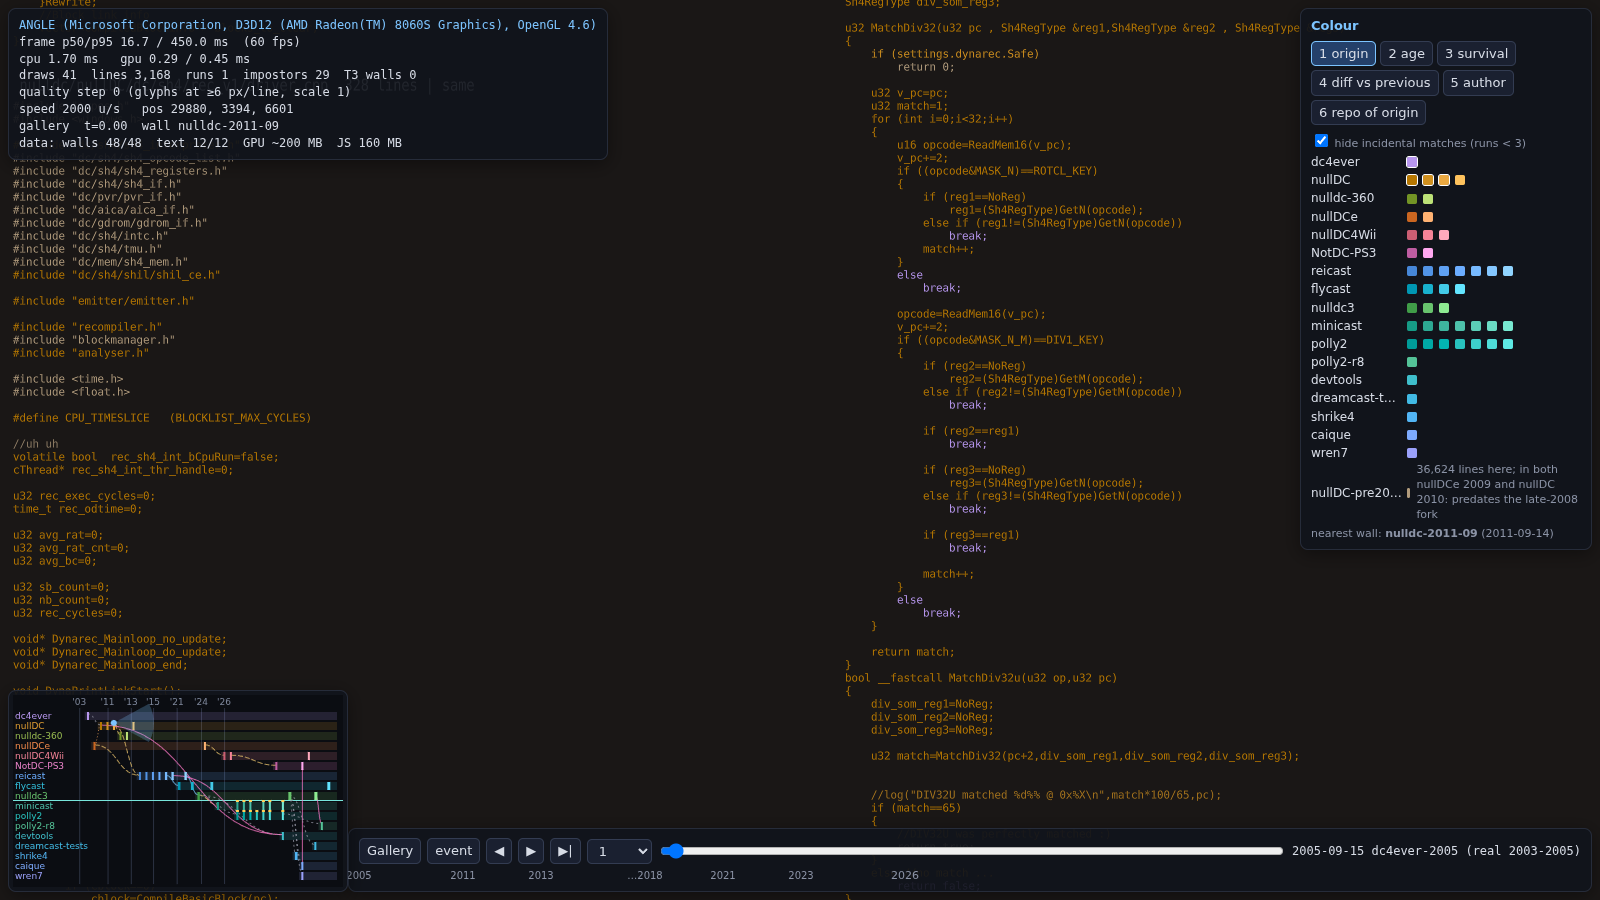 }Rewrite;
ANGLE (Microsoft Corporation, D3D12 (AMD Radeon(TM) 8060S Graphics), OpenGL 4.6)
frame p50/p95 16.7 / 450.0 ms  (60 fps)
cpu 1.70 ms   gpu 0.29 / 0.45 ms
draws 41  lines 3,168  runs 1  impostors 29  T3 walls 0
quality step 0 (glyphs at ≥6 px/line, scale 1)
speed 2000 u/s   pos 29880, 3394, 6601
gallery  t=0.00  wall nulldc-2011-09
data: walls 48/48  text 12/12  GPU ~200 MB  JS 160 MB
lines | same
#include "dc/sh4/sh4_opcode_list.h"
#include "dc/sh4/sh4_registers.h"
#include "dc/sh4/sh4_if.h"
#include "dc/pvr/pvr_if.h"
#include "dc/aica/aica_if.h"
#include "dc/gdrom/gdrom_if.h"
#include "dc/sh4/intc.h"
#include "dc/sh4/tmu.h"
#include "dc/mem/sh4_mem.h"
#include "dc/sh4/shil/shil_ce.h"
#include "emitter/emitter.h"
#include "recompiler.h"
#include "blockmanager.h"
#include "analyser.h"
#include <time.h>
#include <float.h>
#define CPU_TIMESLICE   (BLOCKLIST_MAX_CYCLES)
//uh uh
volatile bool  rec_sh4_int_bCpuRun=false;
cThread* rec_sh4_int_thr_handle=0;
u32 rec_exec_cycles=0;
time_t rec_odtime=0;
u32 avg_rat=0;
u32 avg_rat_cnt=0;
u32 avg_bc=0;
u32 sb_count=0;
u32 nb_count=0;
u32 rec_cycles=0;
void* Dynarec_Mainloop_no_update;
void* Dynarec_Mainloop_do_update;
void* Dynarec_Mainloop_end;
void DynaPrintLinkStart();
cblock=CompileBasicBlock(pc);
Sh4RegType div_som_reg3;
u32 MatchDiv32(u32 pc , Sh4RegType &reg1,Sh4RegType &reg2 , Sh4RegType
{
if (settings.dynarec.Safe)
return 0;
u32 v_pc=pc;
u32 match=1;
for (int i=0;i<32;i++)
{
u16 opcode=ReadMem16(v_pc);
v_pc+=2;
if ((opcode&MASK_N)==ROTCL_KEY)
{
if (reg1==NoReg)
reg1=(Sh4RegType)GetN(opcode);
else if (reg1!=(Sh4RegType)GetN(opcode))
break;
match++;
}
else
break;
opcode=ReadMem16(v_pc);
v_pc+=2;
if ((opcode&MASK_N_M)==DIV1_KEY)
{
if (reg2==NoReg)
reg2=(Sh4RegType)GetM(opcode);
else if (reg2!=(Sh4RegType)GetM(opcode))
break;
if (reg2==reg1)
break;
if (reg3==NoReg)
reg3=(Sh4RegType)GetN(opcode);
else if (reg3!=(Sh4RegType)GetN(opcode))
break;
if (reg3==reg1)
break;
match++;
}
else
break;
}
return match;
}
bool __fastcall MatchDiv32u(u32 op,u32 pc)
{
div_som_reg1=NoReg;
div_som_reg2=NoReg;
div_som_reg3=NoReg;
u32 match=MatchDiv32(pc+2,div_som_reg1,div_som_reg2,div_som_reg3);
//log("DIV32U matched %d%% @ 0x%X\n",match*100/65,pc);
if (match==65)
{
return false;
}
Colour
1 origin
2 age
3 survival
4 diff vs previous
5 author
6 repo of origin
hide incidental matches (runs < 3)
dc4ever
nullDC
nulldc-360
nullDCe
nullDC4Wii
NotDC-PS3
reicast
flycast
nulldc3
minicast
polly2
polly2-r8
devtools
dreamcast-t…
shrike4
caique
wren7
nullDC-pre20…
36,624 lines here; in both
nullDCe 2009 and nullDC
2010: predates the late-2008
fork
nearest wall: nulldc-2011-09 (2011-09-14)
'03 '11 '13 '15 '21 '24 '26
dc4ever
nullDC
nulldc-360
nullDCe
nullDC4Wii
NotDC-PS3
reicast
flycast
nulldc3
minicast
polly2
polly2-r8
devtools
dreamcast-tests
shrike4
caique
wren7
Gallery
event
◀
▶
▶|
1
2005-09-15 dc4ever-2005 (real 2003-2005)
2005
2011
2013
…2018
2021
2023
2026